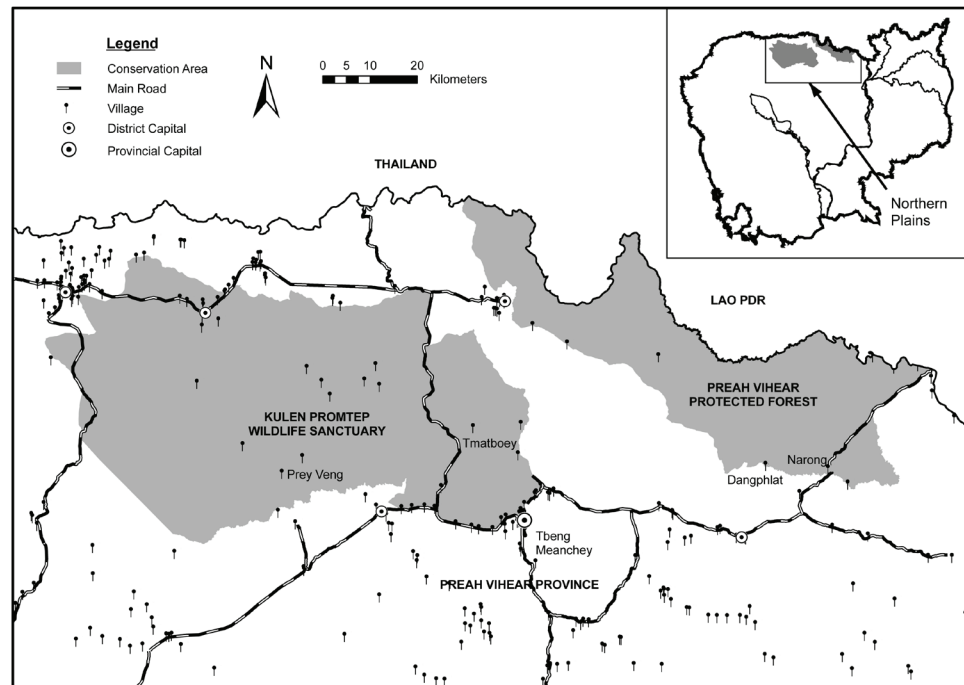 Legend
Conservation Area
Main Road
Village
District Capital
Provincial Capital
N
0 5 10 20
Kilometers
Northern
Plains
THAILAND
LAO PDR
PREAH VIHEAR
PROTECTED FOREST
KULEN PROMTEP
WILDLIFE SANCTUARY
Tmatboey
Prey Veng
Narong
Dangphlat
Tbeng
Meanchey
PREAH VIHEAR PROVINCE